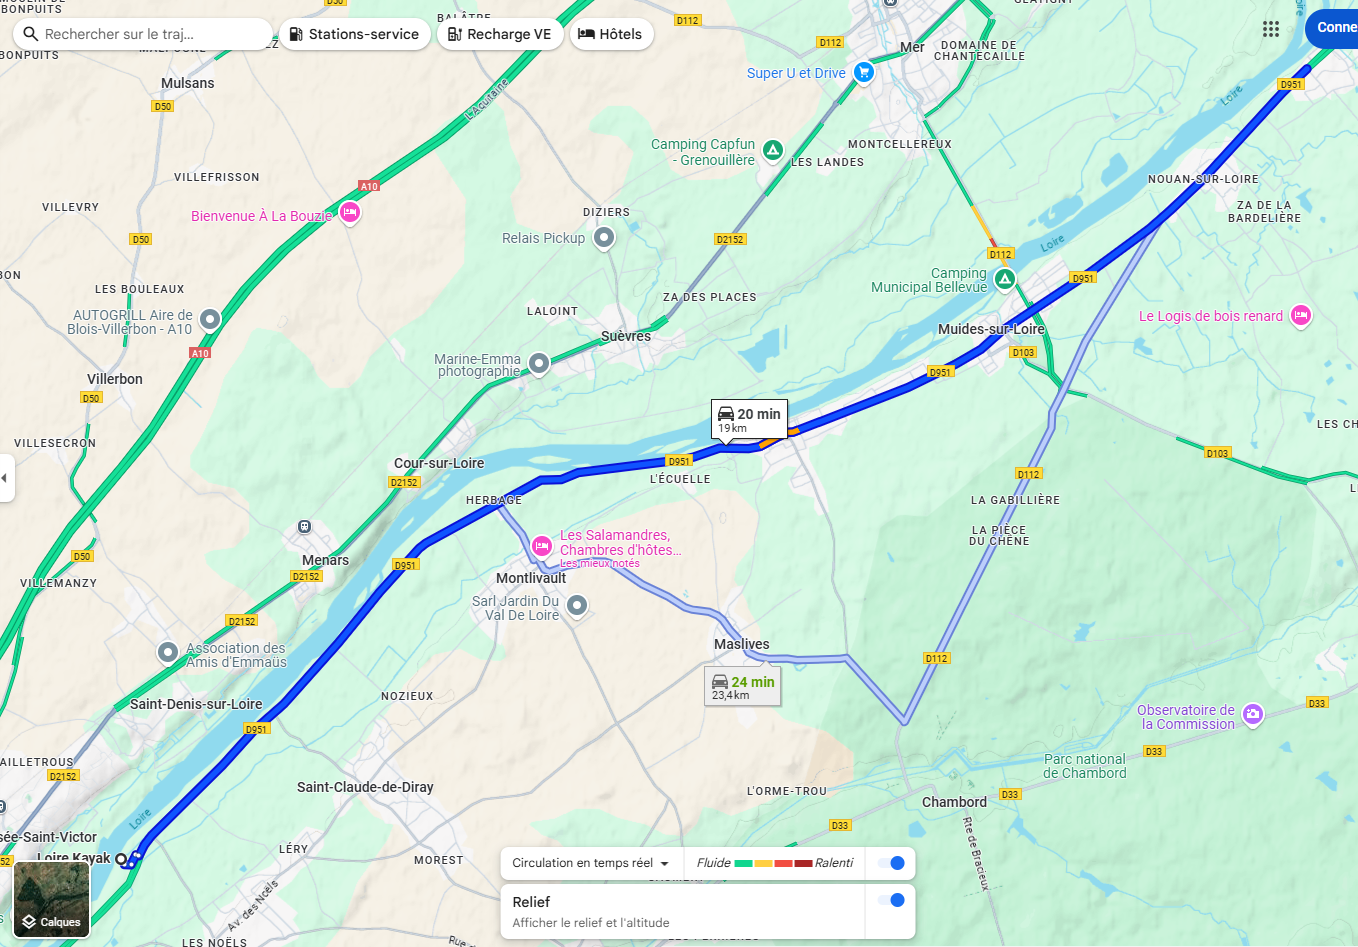 BONPUITS
D50
BALÂTRE
D112
Rechercher sur le traj...
Stations-service
Recharge VE
Hôtels
Conne
Mer
DOMAINE DE
CHANTECAILLE
D112
BONPUITS
Mulsans
Super U et Drive
D951
L'Aquitaine
Loire
Loire
D50
Camping Capfun
- Grenouillère
MONTCELLEREUX
LES LANDES
VILLEFRISSON
A10
NOUAN-SUR-LOIRE
VILLEVRY
Bienvenue À La Bouzie
DIZIERS
ZA DE LA
BARDELIÈRE
D50
Relais Pickup
D2152
Loire
D112
BON
Camping
Municipal Bellevue
D951
LES BOULEAUX
ZA DES PLACES
LALOINT
AUTOGRILL Aire de
Blois-Villerbon - A10
Le Logis de bois renard
Suèvres
Muides-sur-Loire
A10
D103
Marine-Emma
photographie
D951
Villerbon
D50
20 min
19 km
LES CH
VILLESECRON
Cour-sur-Loire
D951
D103
D2152
L'ÉCUELLE
D112
HERBAGE
LA GABILLIÈRE
LA PIÈCE
DU CHÊNE
Les Salamandres,
Chambres d'hôtes...
Les mieux notés
D50
Menars
D951
D2152
Montlivault
VILLEMANZY
Sarl Jardin Du
Val De Loire
D2152
Association des
Amis d'Emmaüs
Maslives
D112
24 min
23,4 km
NOZIEUX
Saint-Denis-sur-Loire
D33
Observatoire de
la Commission
D951
D33
AILLETROUS
D2152
Parc national
de Chambord
Saint-Claude-de-Diray
L'ORME-TROU
D33
Chambord
Loire
D33
sée-Saint-Victor
Rte de Bracieux
Loire Kayak
LÉRY
MOREST
Circulation en temps réel
Fluide
Ralenti
Av. des Noëls
Relief
Afficher le relief et l'altitude
Calques
LES NOËLS
Rue de